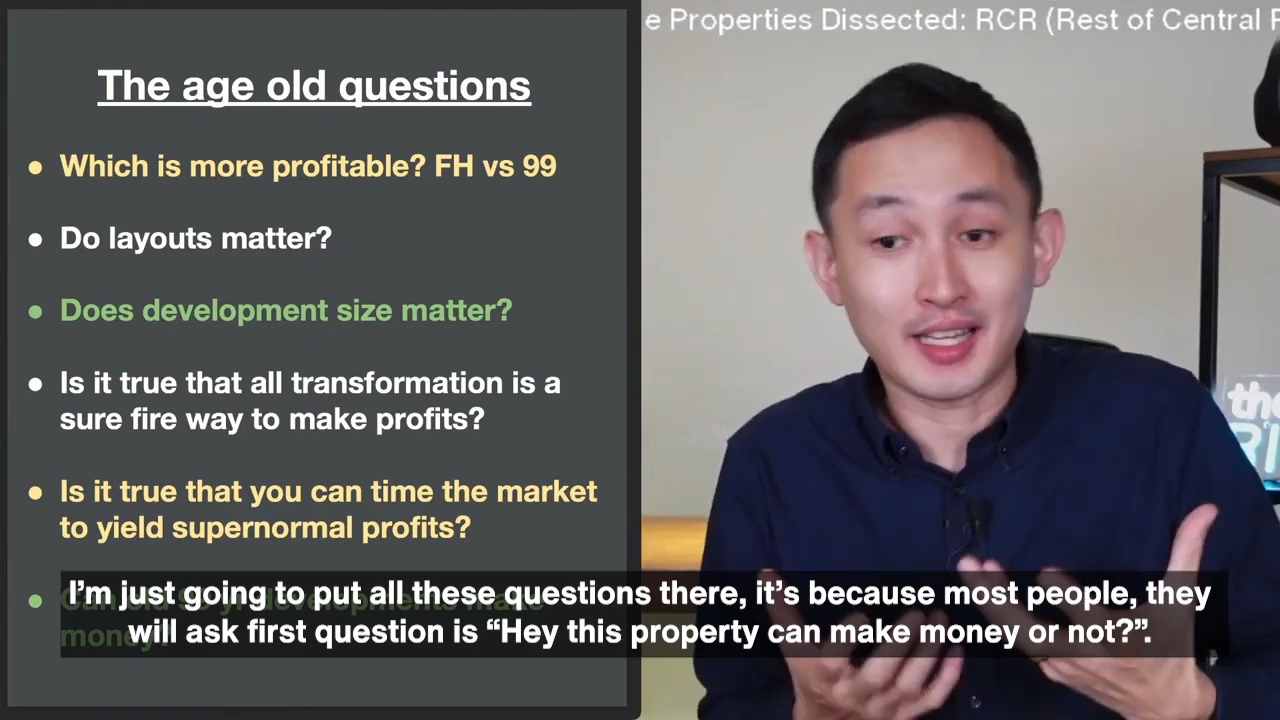 e Properties Dissected: RCR (Rest of Central
The age old questions
Which is more profitable? FH vs 99
Do layouts matter?
Does development size matter?
Is it true that all transformation is a
sure fire way to make profits?
Is it true that you can time the market
to yield supernormal profits?
I'm just going to put all these questions there, it's because most people, they
will ask first question is “Hey this property can make money or not?”.
the